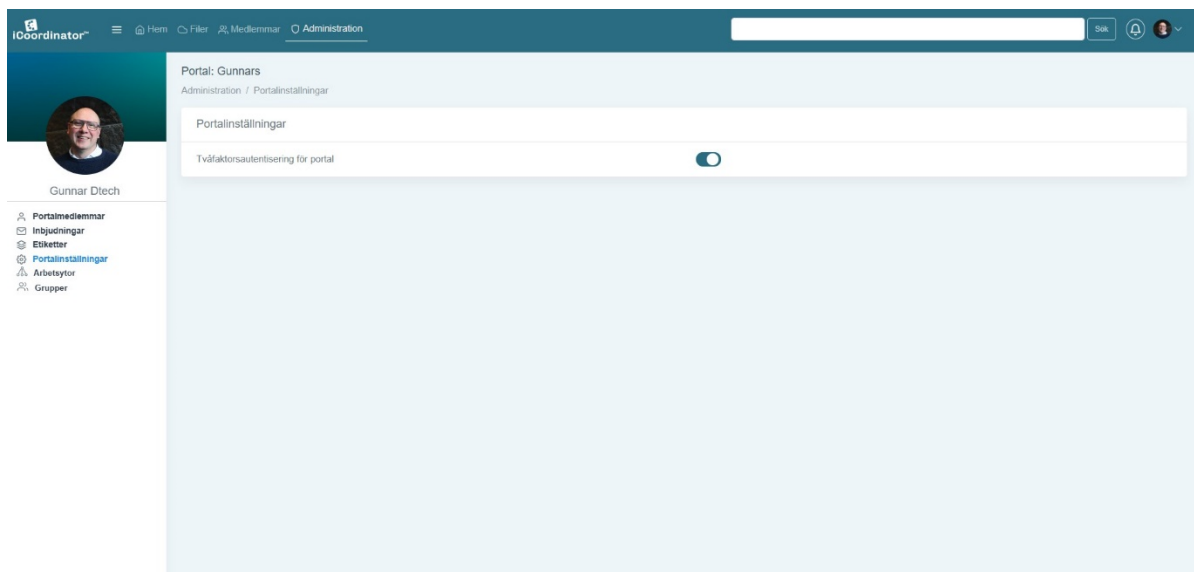 iCoordinator™
Hem Filer Medlemmar Administration
Sök
Portal: Gunnars
Administration / Portalinställningar
Portalinställningar
Tvåfaktorsautentisering för portal
Gunnar Dtech
Portalmedlemmar
Inbjudningar
Etiketter
Portalinställningar
Arbetsytor
Grupper